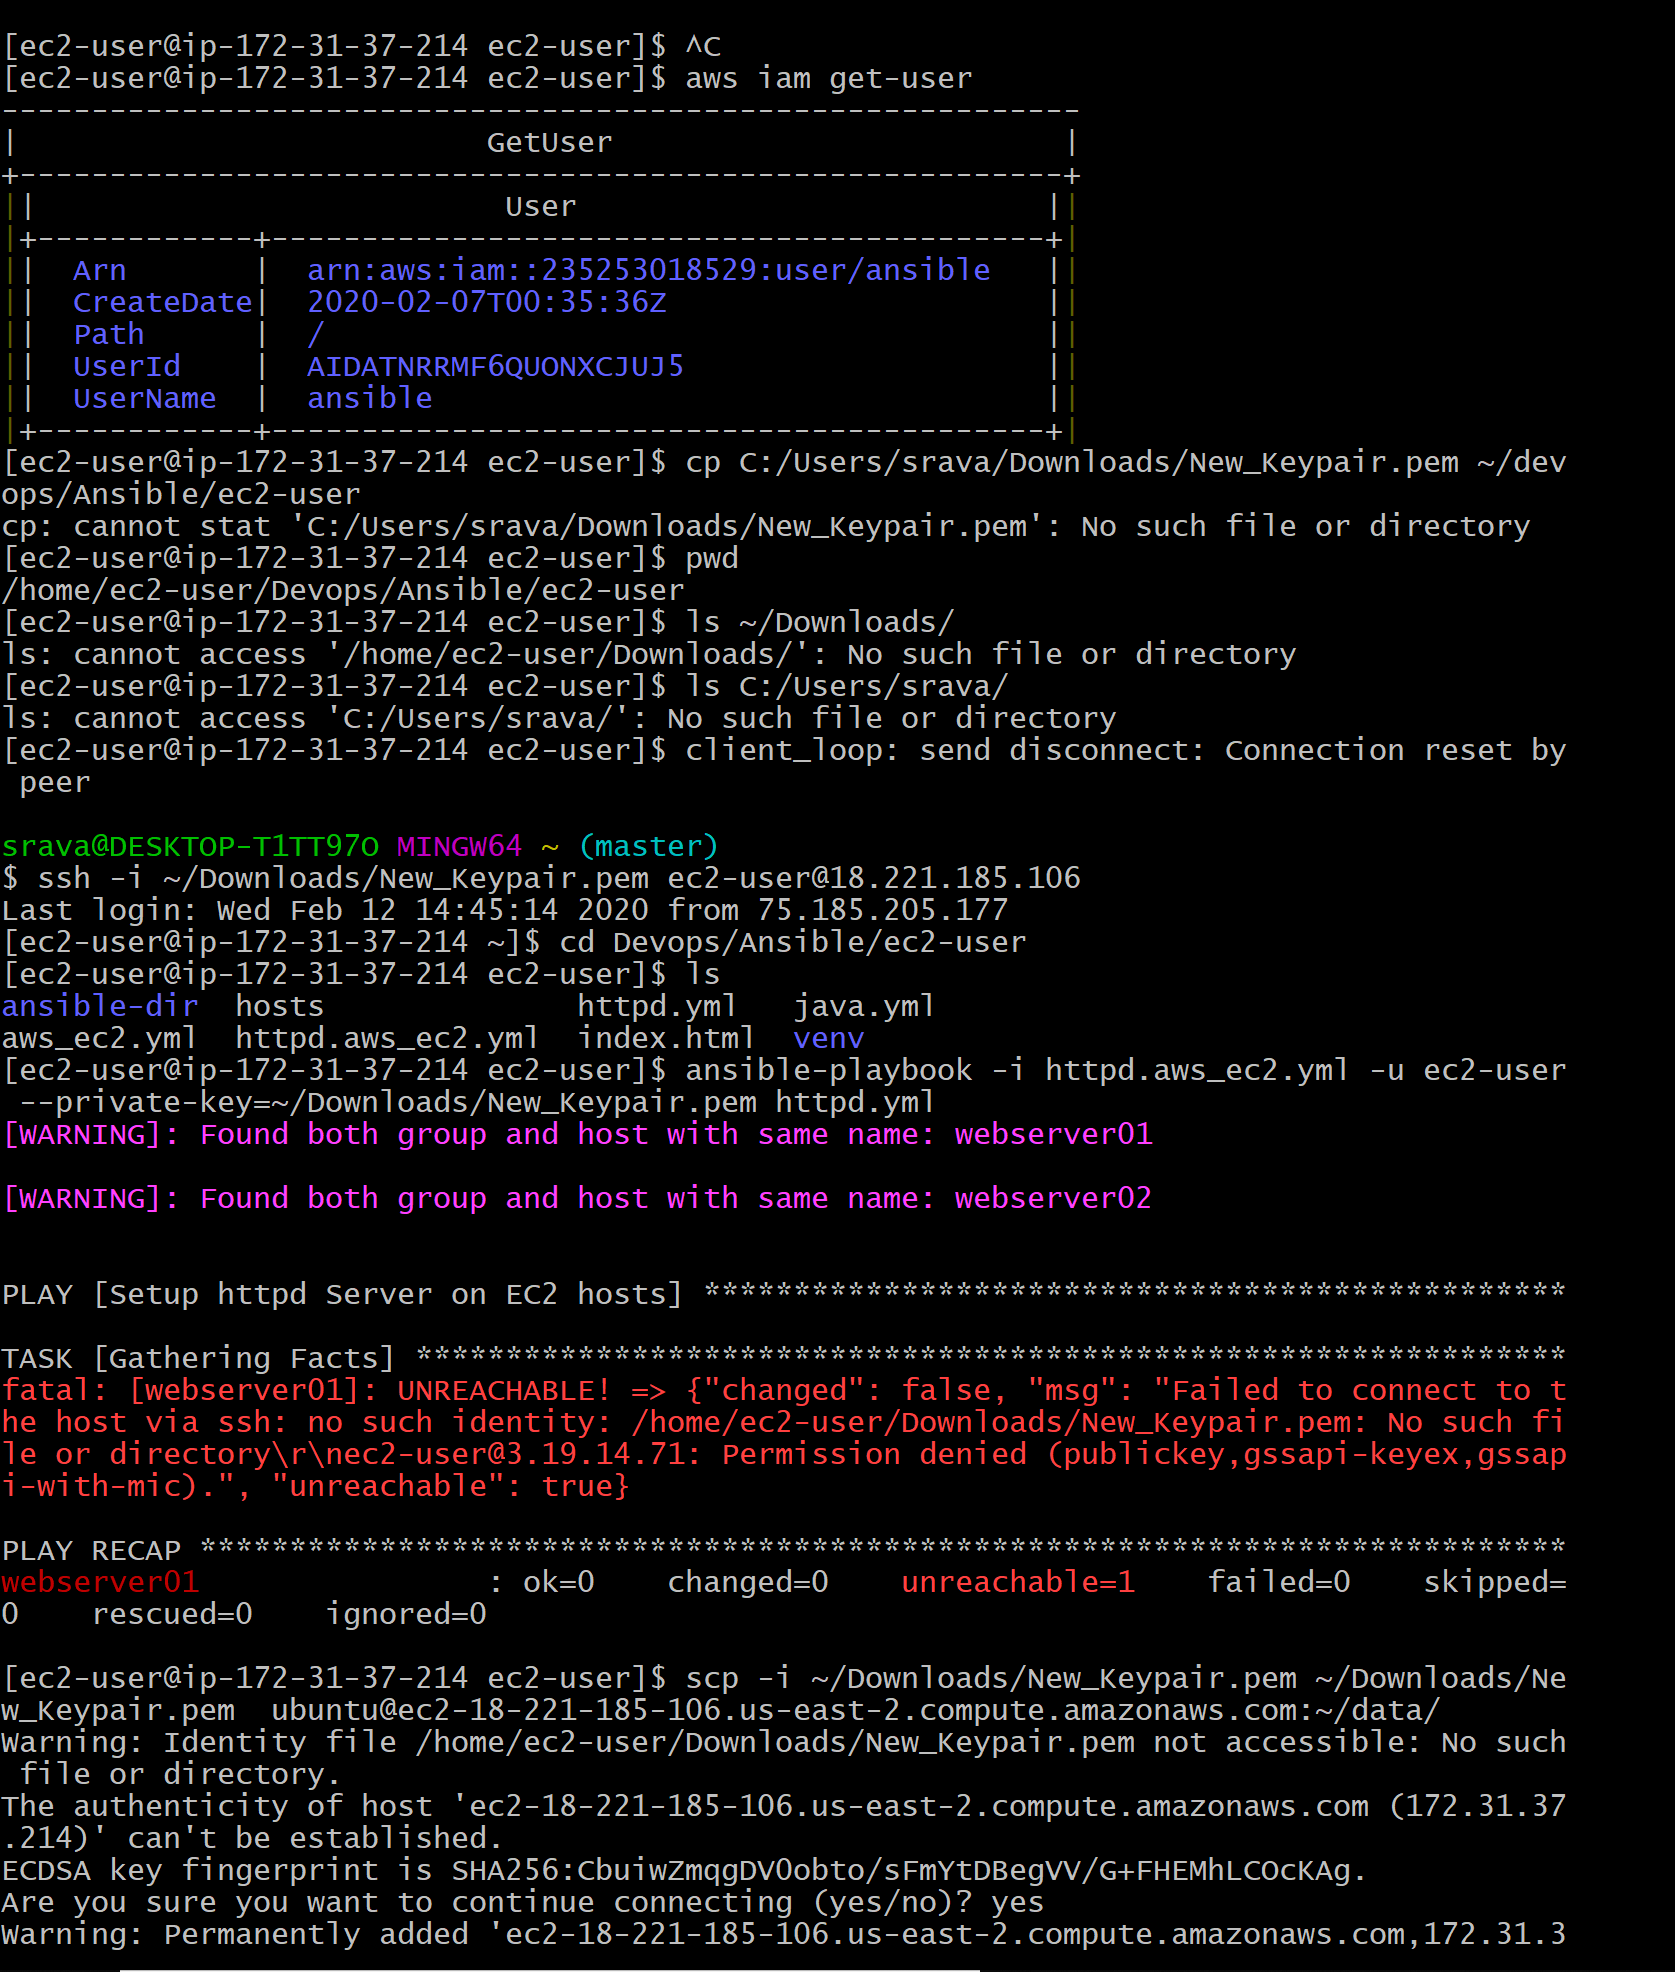 [ec2-user@ip-172-31-37-214 ec2-user]$ ^C
[ec2-user@ip-172-31-37-214 ec2-user]$ aws iam get-user
------------------------------------------------------------
|                          GetUser                         |
+----------------------------------------------------------+
||                          User                          ||
|+------------+-------------------------------------------+|
||  Arn       |  arn:aws:iam::235253018529:user/ansible   ||
||  CreateDate|  2020-02-07T00:35:36Z                     ||
||  Path      |  /                                        ||
||  UserId    |  AIDATNRRMF6QUONXCJUJ5                    ||
||  UserName  |  ansible                                  ||
|+------------+-------------------------------------------+|
[ec2-user@ip-172-31-37-214 ec2-user]$ cp C:/Users/srava/Downloads/New_Keypair.pem ~/dev
ops/Ansible/ec2-user
cp: cannot stat 'C:/Users/srava/Downloads/New_Keypair.pem': No such file or directory
[ec2-user@ip-172-31-37-214 ec2-user]$ pwd
/home/ec2-user/Devops/Ansible/ec2-user
[ec2-user@ip-172-31-37-214 ec2-user]$ ls ~/Downloads/
ls: cannot access '/home/ec2-user/Downloads/': No such file or directory
[ec2-user@ip-172-31-37-214 ec2-user]$ ls C:/Users/srava/
ls: cannot access 'C:/Users/srava/': No such file or directory
[ec2-user@ip-172-31-37-214 ec2-user]$ client_loop: send disconnect: Connection reset by
 peer

srava@DESKTOP-T1TT97O MINGW64 ~ (master)
$ ssh -i ~/Downloads/New_Keypair.pem ec2-user@18.221.185.106
Last login: Wed Feb 12 14:45:14 2020 from 75.185.205.177
[ec2-user@ip-172-31-37-214 ~]$ cd Devops/Ansible/ec2-user
[ec2-user@ip-172-31-37-214 ec2-user]$ ls
ansible-dir  hosts              httpd.yml   java.yml
aws_ec2.yml  httpd.aws_ec2.yml  index.html  venv
[ec2-user@ip-172-31-37-214 ec2-user]$ ansible-playbook -i httpd.aws_ec2.yml -u ec2-user
 --private-key=~/Downloads/New_Keypair.pem httpd.yml
[WARNING]: Found both group and host with same name: webserver01

[WARNING]: Found both group and host with same name: webserver02


PLAY [Setup httpd Server on EC2 hosts] ************************************************

TASK [Gathering Facts] ****************************************************************
fatal: [webserver01]: UNREACHABLE! => {"changed": false, "msg": "Failed to connect to t
he host via ssh: no such identity: /home/ec2-user/Downloads/New_Keypair.pem: No such fi
le or directory\r\nec2-user@3.19.14.71: Permission denied (publickey,gssapi-keyex,gssap
i-with-mic).", "unreachable": true}

PLAY RECAP ****************************************************************************
webserver01                : ok=0    changed=0    unreachable=1    failed=0    skipped=
0    rescued=0    ignored=0

[ec2-user@ip-172-31-37-214 ec2-user]$ scp -i ~/Downloads/New_Keypair.pem ~/Downloads/Ne
w_Keypair.pem  ubuntu@ec2-18-221-185-106.us-east-2.compute.amazonaws.com:~/data/
Warning: Identity file /home/ec2-user/Downloads/New_Keypair.pem not accessible: No such
 file or directory.
The authenticity of host 'ec2-18-221-185-106.us-east-2.compute.amazonaws.com (172.31.37
.214)' can't be established.
ECDSA key fingerprint is SHA256:CbuiwZmqgDV0obto/sFmYtDBegVV/G+FHEMhLCOcKAg.
Are you sure you want to continue connecting (yes/no)? yes
Warning: Permanently added 'ec2-18-221-185-106.us-east-2.compute.amazonaws.com,172.31.3